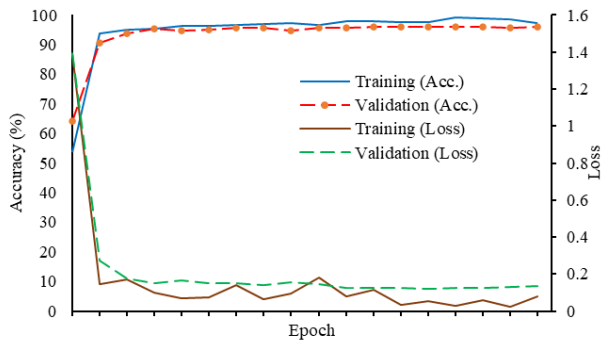 100
90
80
70
60
50
40
30
20
10
0
Accuracy (%)
Training (Acc.)
Validation (Acc.)
Training (Loss)
Validation (Loss)
1.6
1.4
1.2
1
0.8
0.6
0.4
0.2
0
Loss
Epoch